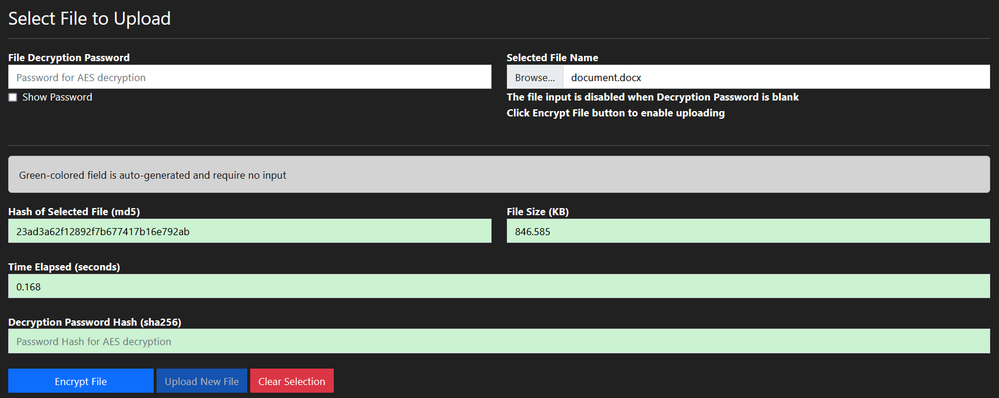 Select File to Upload
File Decryption Password
Password for AES decryption
Show Password
Selected File Name
Browse... document.docx
The file input is disabled when Decryption Password is blank
Click Encrypt File button to enable uploading
Green-colored field is auto-generated and require no input
Hash of Selected File (md5)
23ad3a62f12892f7b677417b16e792ab
File Size (KB)
846.585
Time Elapsed (seconds)
0.168
Decryption Password Hash (sha256)
Password Hash for AES decryption
Encrypt File
Upload New File
Clear Selection